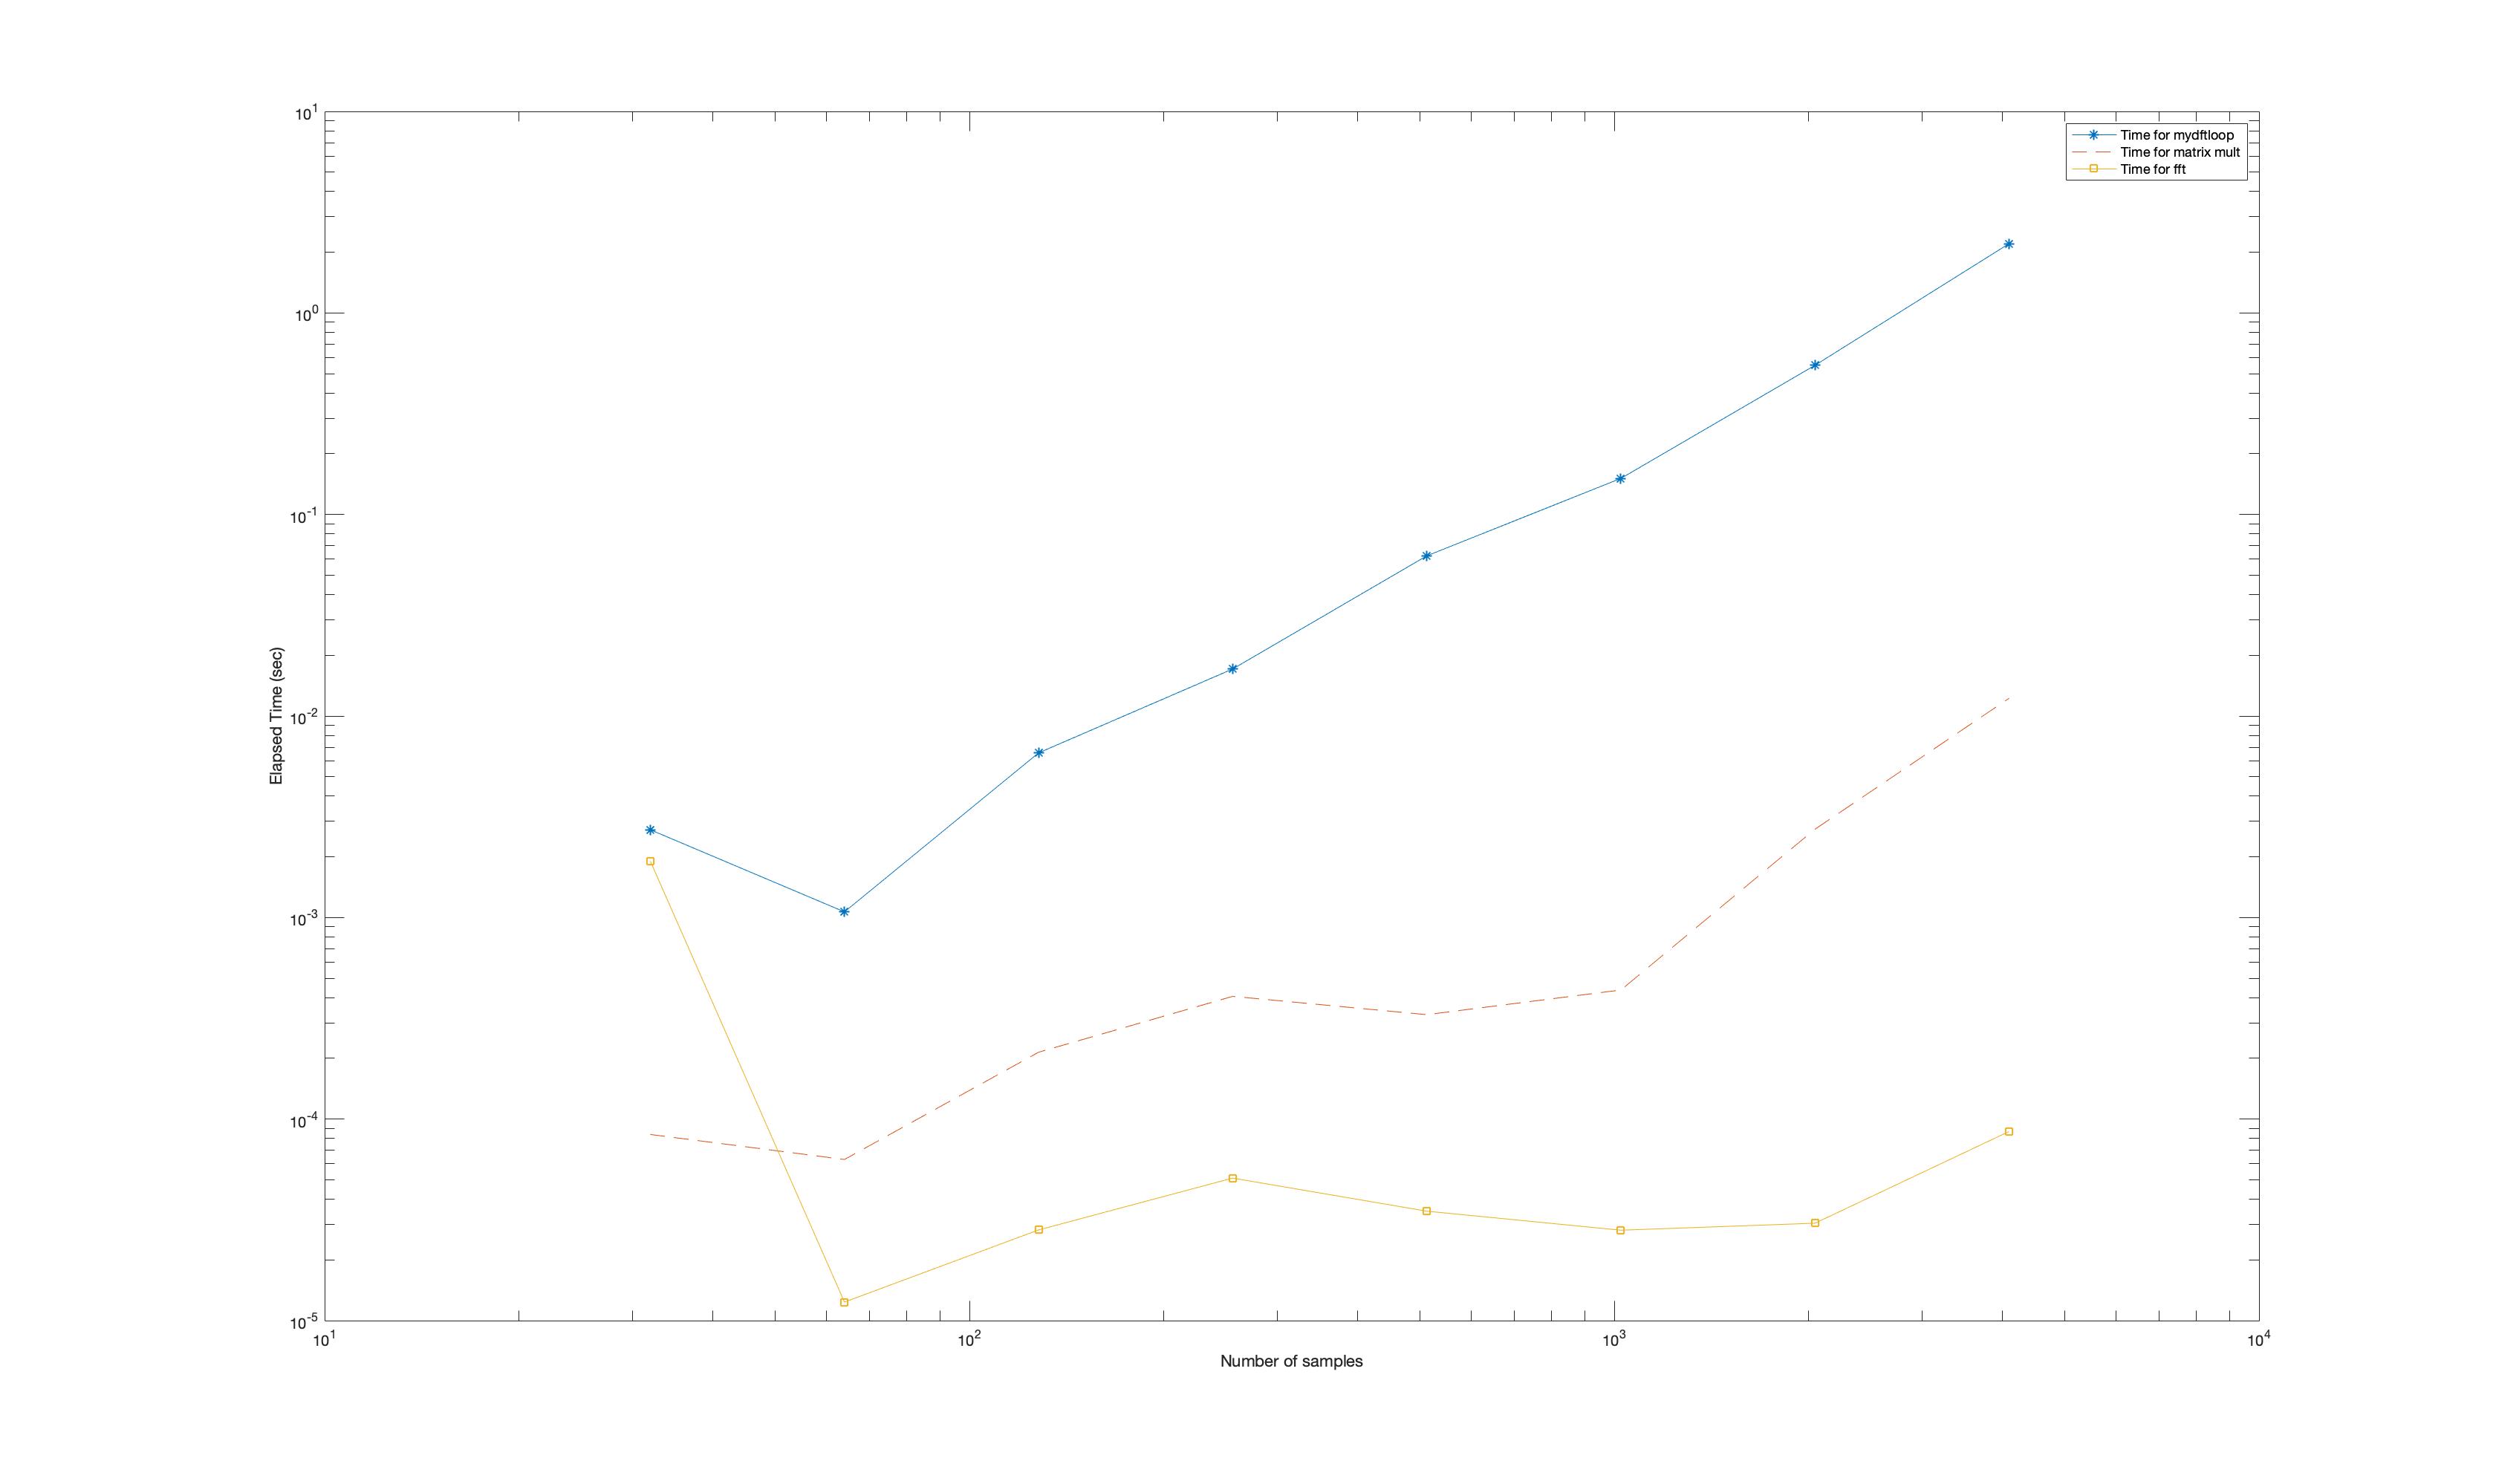 10^1
Time for mydftloop
Time for matrix mult
Time for fft
10^0
10^-1
Elapsed Time (sec)
10^-2
10^-3
10^-4
10^-5
10^1 10^2 10^3 10^4
Number of samples